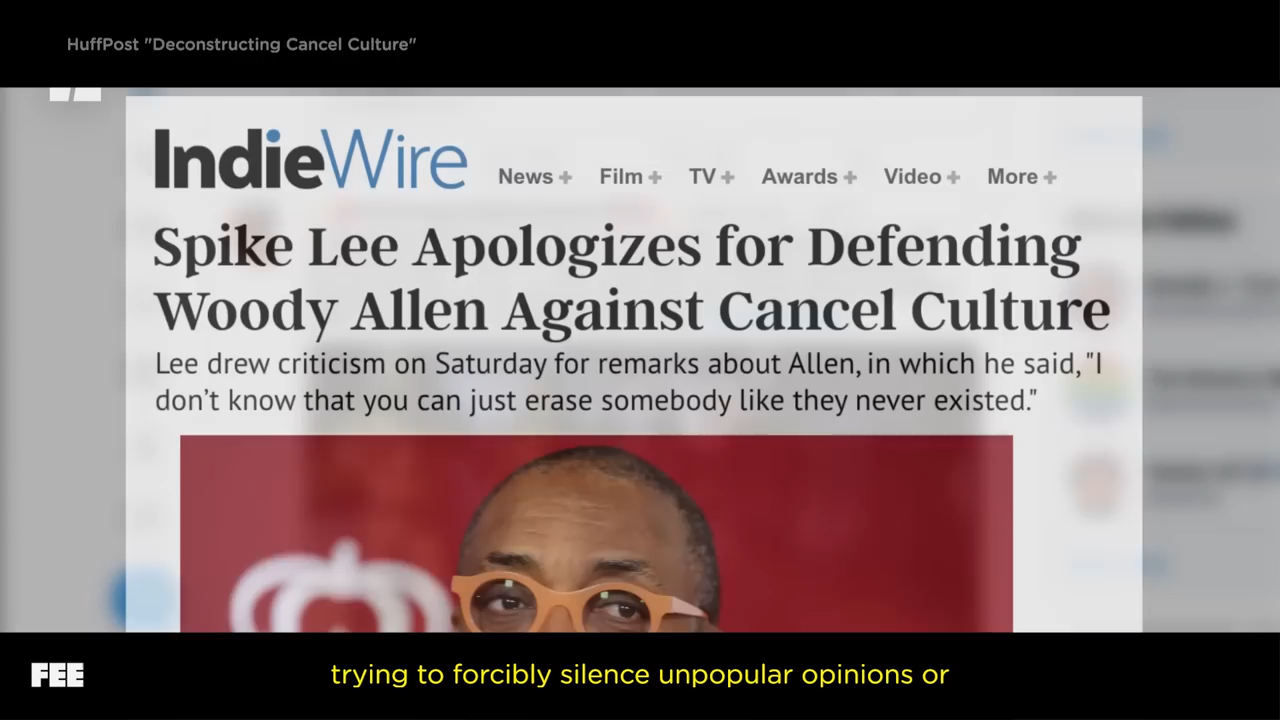 HuffPost "Deconstructing Cancel Culture"
IndieWire
News + Film + TV + Awards + Video + More +
Spike Lee Apologizes for Defending
Woody Allen Against Cancel Culture
Lee drew criticism on Saturday for remarks about Allen, in which he said, "I
don't know that you can just erase somebody like they never existed."
FEE
trying to forcibly silence unpopular opinions or